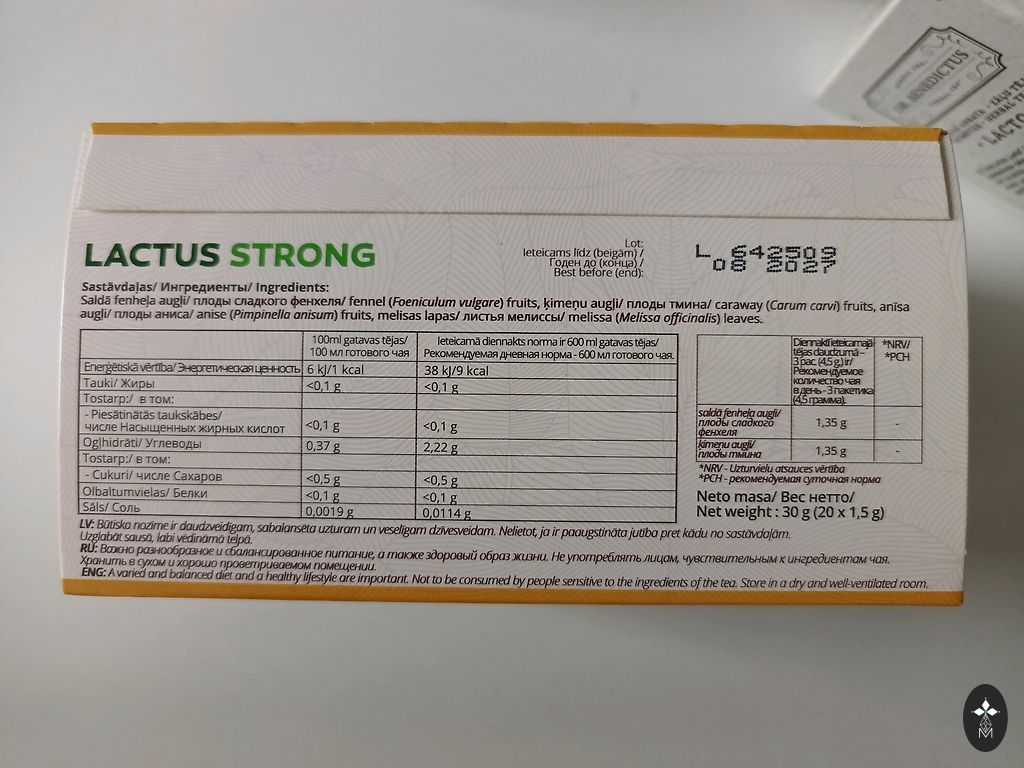 LACTUS STRONG
Lot:
Ieteicams līdz (beigām) /
Годен до (конца) /
Best before (end):
L 642509
08 2027
Sastāvdaļas/ Ингредиенты/ Ingredients:
Saldā fenheļa augļi/ плоды сладкого фенхеля/ fennel (Foeniculum vulgare) fruits, ķimeņu augļi/ плоды тмина/ caraway (Carum carvi) fruits, anīsa
augļi/ плоды аниса/ anise (Pimpinella anisum) fruits, melisas lapas/ листья мелиссы/ melissa (Melissa officinalis) leaves.
100ml gatavas tējas/
100 мл готового чая
Ieteicamā diennakts norma ir 600 ml gatavas tējas/
Рекомендуемая дневная норма - 600 мл готового чая.
Enerģētiskā vērtība/ Энергетическая ценность 6 kJ/1 kcal 38 kJ/9 kcal
Tauki/ Жиры <0,1 g <0,1 g
Tostarp:/ в том:
- Piesātinātās taukskābes/
числе Насыщенных жирных кислот <0,1 g <0,1 g
Ogļhidrāti/ Углеводы 0,37 g 2,22 g
Tostarp:/ в том:
- Cukuri/ числе Сахаров <0,5 g <0,5 g
Olbaltumvielas/ Белки <0,1 g <0,1 g
Sāls/ Соль 0,0019 g 0,0114 g
Diennaktī ieteicamajā
tējas daudzumā -
3 pac. (4,5 g) ir/
Рекомендуемое
количество чая
в день - 3 пакетика
(4,5 грамма).
*NRV/
*PCH
saldā fenheļa augļi/
плоды сладкого
фенхеля
1,35 g -
ķimeņu augļi/
плоды тмина
1,35 g -
*NRV - Uzturvielu atsauces vērtība
*PCH - рекомендуемая суточная норма
Neto masa/ Вес нетто/
Net weight : 30 g (20 x 1,5 g)
LV: Būtiska nozīme ir daudzveidīgam, sabalansēta uzturam un veselīgam dzīvesveidam. Nelietot, ja ir paaugstināta jutība pret kādu no sastāvdaļām.
Uzglabāt sausā, labi vēdināmā telpā.
RU: Важно разнообразное и сбалансированное питание, а также здоровый образ жизни. Не употреблять лицам, чувствительным к ингредиентам чая.
Хранить в сухом и хорошо проветриваемом помещении.
ENG: A varied and balanced diet and a healthy lifestyle are important. Not to be consumed by people sensitive to the ingredients of the tea. Store in a dry and well-ventilated room.
DR. BENEDICTUS
M